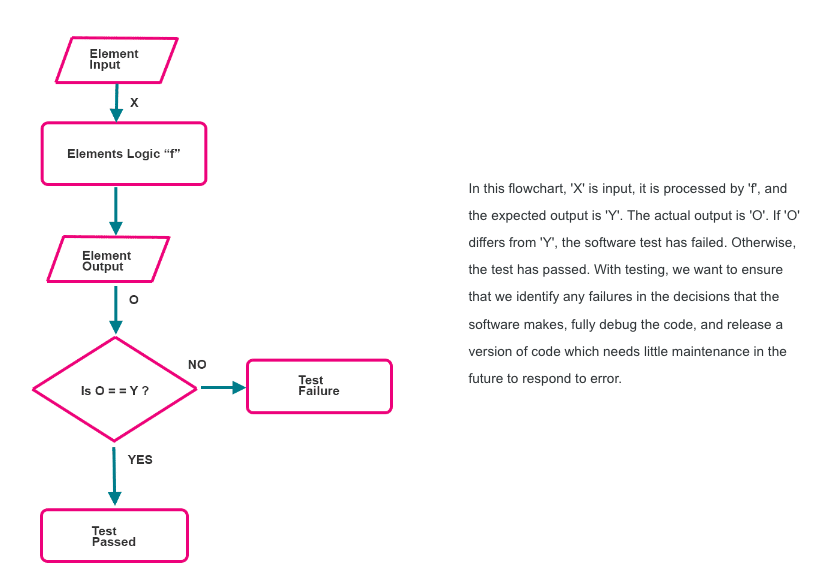 Element
Input
X
Elements Logic “f”
Element
Output
O
Is O = = Y ?
NO
Test
Failure
YES
Test
Passed
In this flowchart, 'X' is input, it is processed by 'f', and
the expected output is 'Y'. The actual output is 'O'. If 'O'
differs from 'Y', the software test has failed. Otherwise,
the test has passed. With testing, we want to ensure
that we identify any failures in the decisions that the
software makes, fully debug the code, and release a
version of code which needs little maintenance in the
future to respond to error.